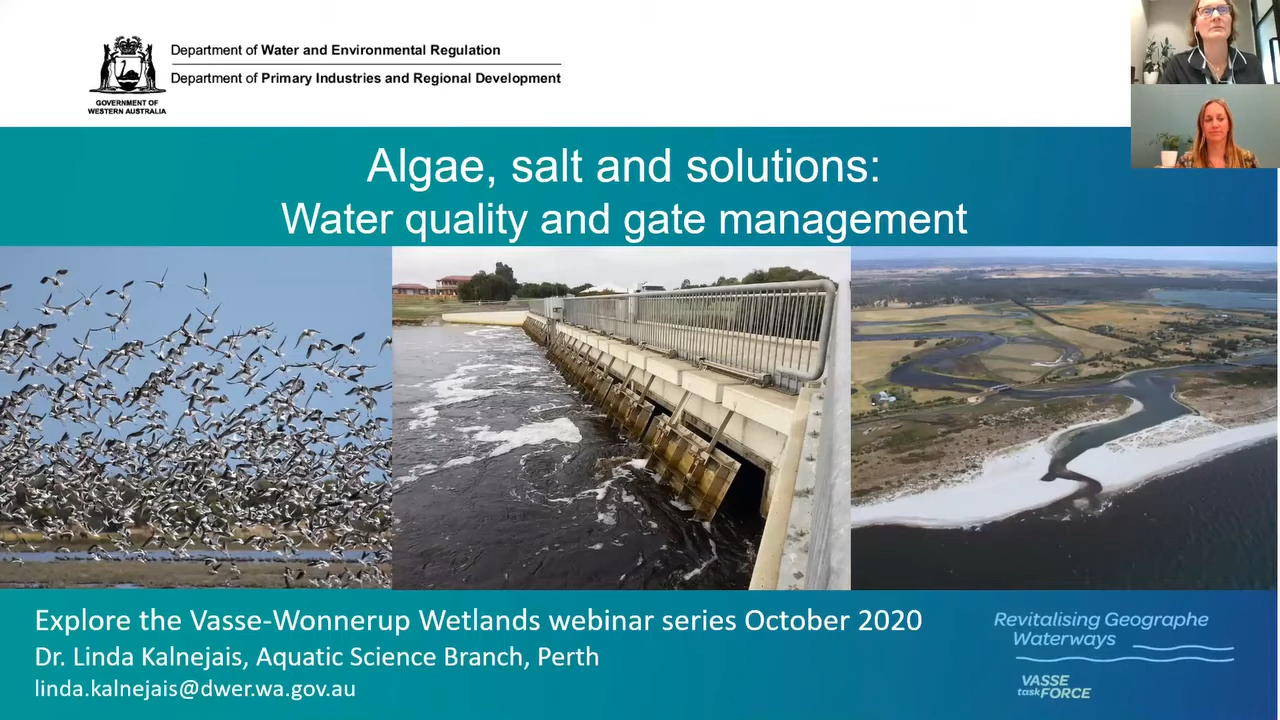 Department of Water and Environmental Regulation
Department of Primary Industries and Regional Development
GOVERNMENT OF
WESTERN AUSTRALIA
Algae, salt and solutions:
Water quality and gate management
Explore the Vasse-Wonnerup Wetlands webinar series October 2020
Dr. Linda Kalnejais, Aquatic Science Branch, Perth
linda.kalnejais@dwer.wa.gov.au
Revitalising Geographe
Waterways
VASSE
taskFORCE